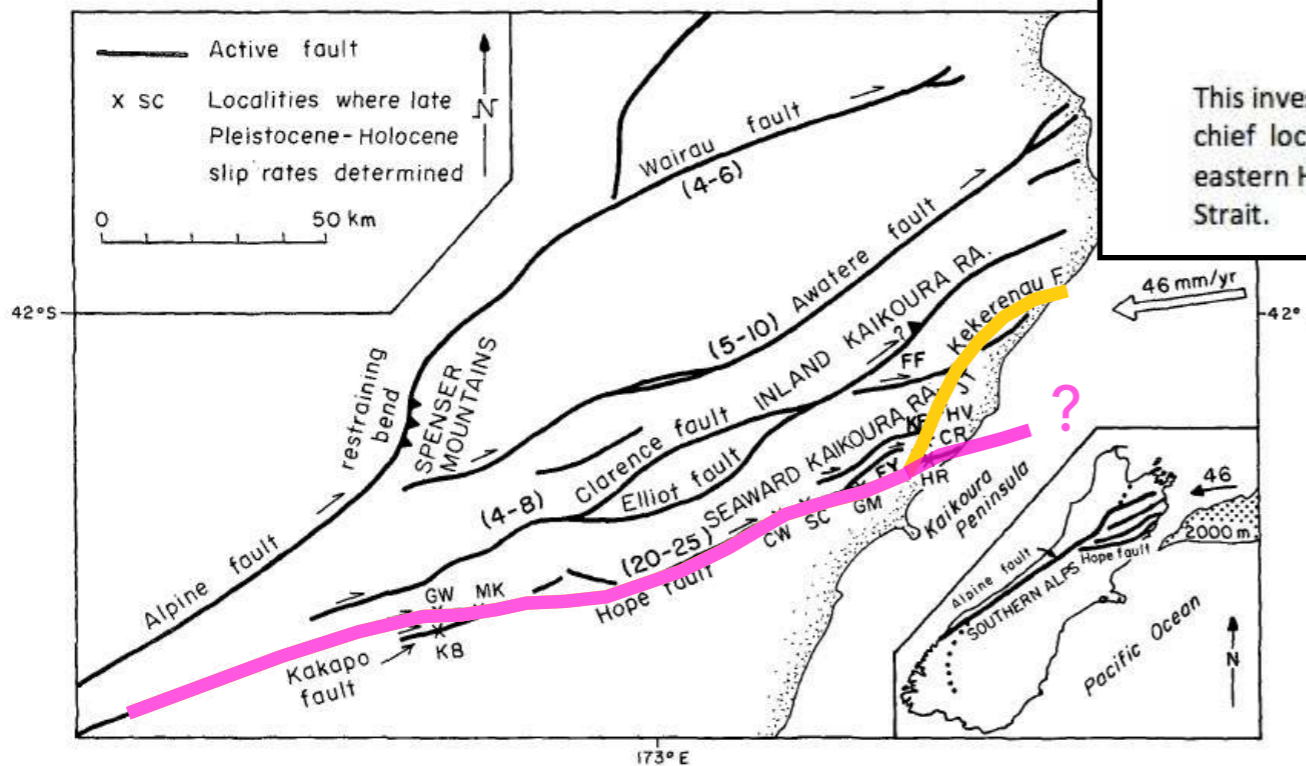 Active fault
x SC Localities where late
Pleistocene-Holocene
slip rates determined
N
0 50 km
This inves
chief loc
eastern H
Strait.
Wairau fault
(4-6)
42°S
42°
46 mm/yr
restraining
bend
SPENSER
MOUNTAINS
(5-10) Awatere fault
INLAND KAIKOURA RA.
?
Kekerenau F
FF
JT
Clarence fault
(4-8)
Elliot fault
SEAWARD KAIKOURA RA.
KF
HV
CR
FY
HR
GM
SC
CW
?
Kaikoura
Peninsula
(20-25)
Hope fault
Alpine fault
GW
MK
KB
Kakapo
fault
46
2000 m
Alpine fault
Hope fault
SOUTHERN ALPS
Pacific Ocean
N
173°E